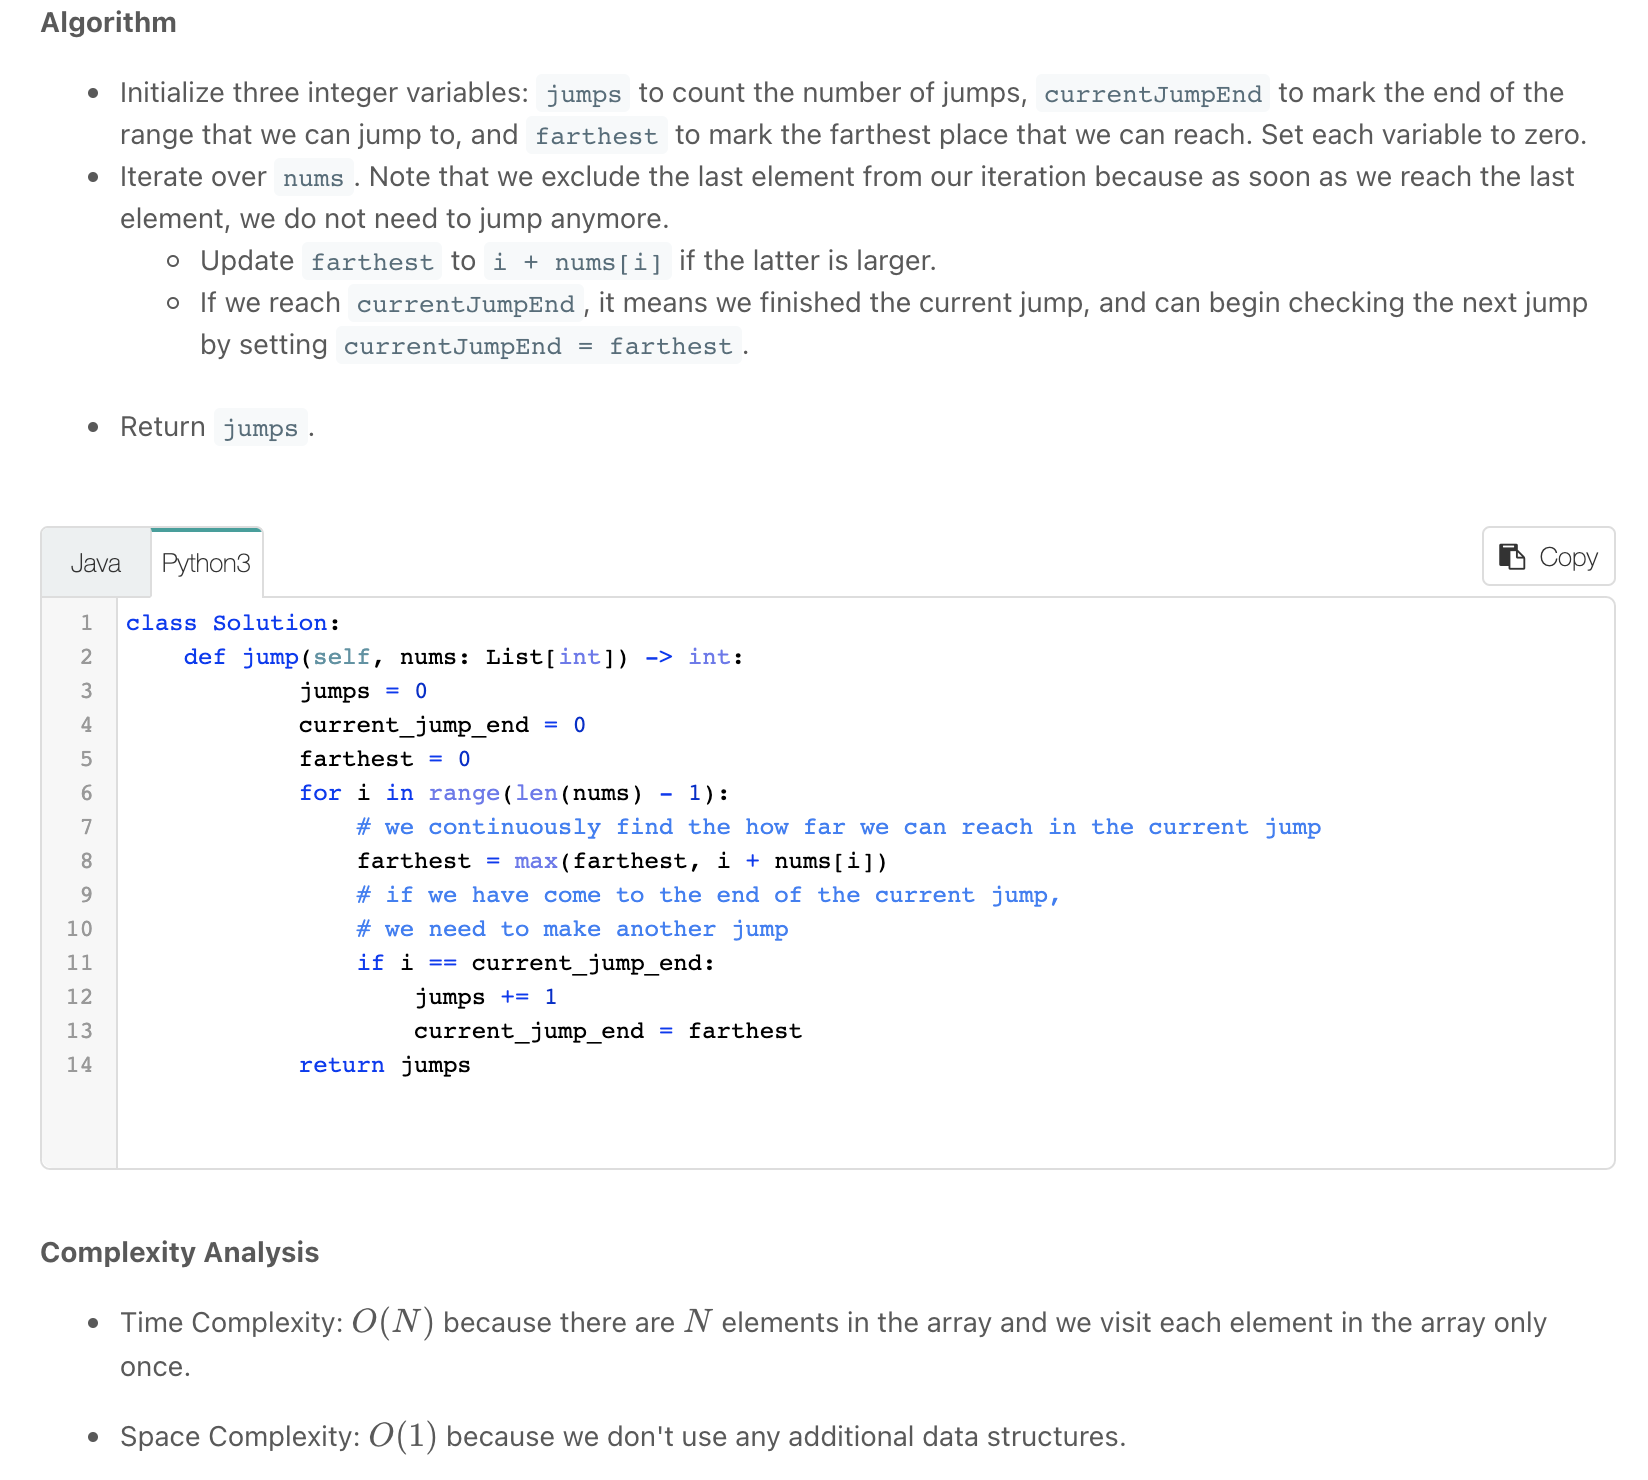 Algorithm
• Initialize three integer variables: jumps to count the number of jumps, currentJumpEnd to mark the end of the
range that we can jump to, and farthest to mark the farthest place that we can reach. Set each variable to zero.
• Iterate over nums . Note that we exclude the last element from our iteration because as soon as we reach the last
element, we do not need to jump anymore.
○ Update farthest to i + nums[i] if the latter is larger.
○ If we reach currentJumpEnd , it means we finished the current jump, and can begin checking the next jump
by setting currentJumpEnd = farthest .
• Return jumps .
Java Python3 Copy
1 class Solution:
2     def jump(self, nums: List[int]) -> int:
3             jumps = 0
4             current_jump_end = 0
5             farthest = 0
6             for i in range(len(nums) - 1):
7                 # we continuously find the how far we can reach in the current jump
8                 farthest = max(farthest, i + nums[i])
9                 # if we have come to the end of the current jump,
10                 # we need to make another jump
11                 if i == current_jump_end:
12                     jumps += 1
13                     current_jump_end = farthest
14             return jumps
Complexity Analysis
• Time Complexity: O(N) because there are N elements in the array and we visit each element in the array only
once.
• Space Complexity: O(1) because we don't use any additional data structures.